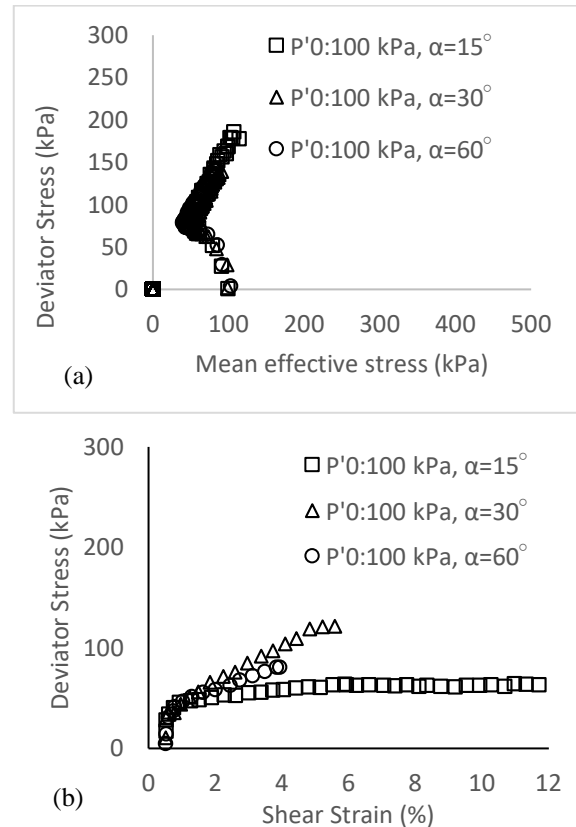 300
250
200
150
100
50
0
Deviator Stress (kPa)
P'0:100 kPa, α=15°
P'0:100 kPa, α=30°
P'0:100 kPa, α=60°
0 100 200 300 400 500
Mean effective stress (kPa)
(a)
300
200
100
0
Deviator Stress (kPa)
P'0:100 kPa, α=15°
P'0:100 kPa, α=30°
P'0:100 kPa, α=60°
0 2 4 6 8 10 12
Shear Strain (%)
(b)